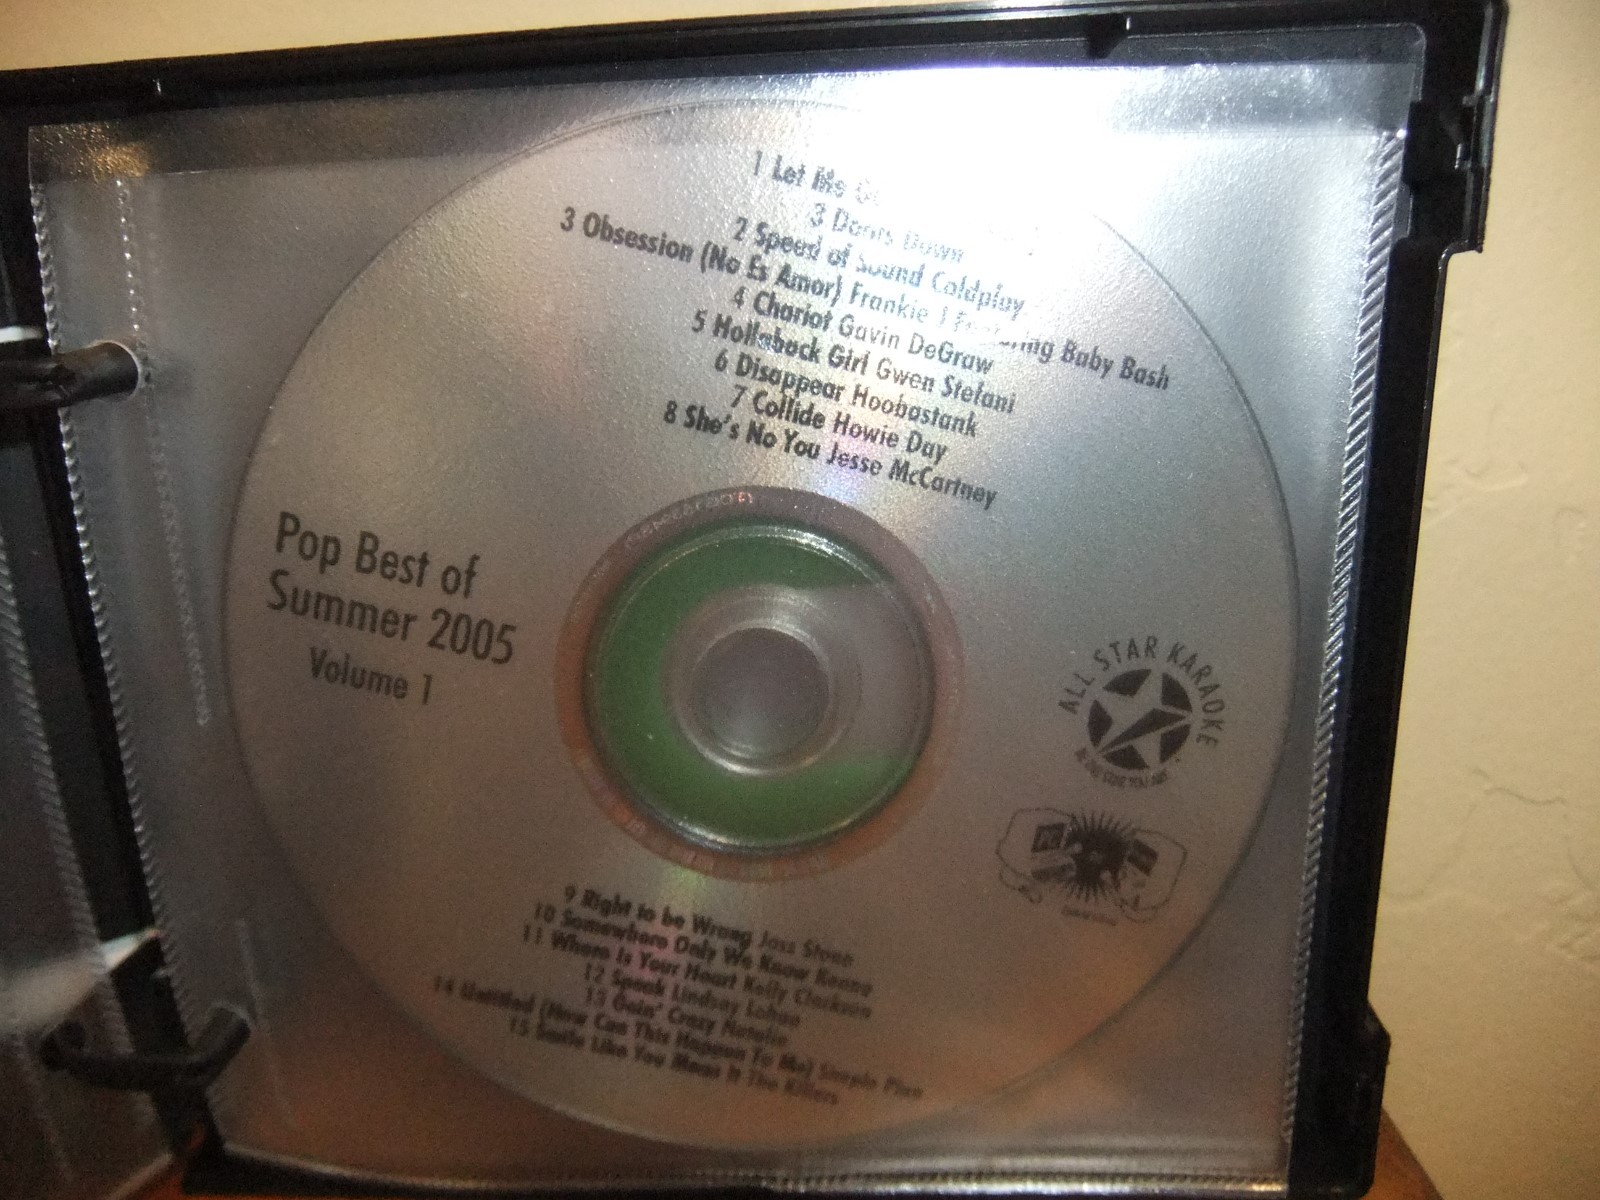 1 Let Me Go
3 Doors Down
2 Speed of Sound Coldplay
3 Obsession (No Es Amor) Frankie J Featuring Baby Bash
4 Chariot Gavin DeGraw
5 Hollaback Girl Gwen Stefani
6 Disappear Hoobastank
7 Collide Howie Day
8 She's No You Jesse McCartney
Pop Best of
Summer 2005
Volume 1
ALL STAR KARAOKE
9 Right to be Wrong Joss Stone
10 Somewhere Only We Know Keane
11 Where Is Your Heart Kelly Clarkson
12 Speak Lindsay Lohan
13 Goin' Crazy Natalie
14 Untitled (How Can This Happen To Me) Simple Plan
15 Smile Like You Mean It The Killers